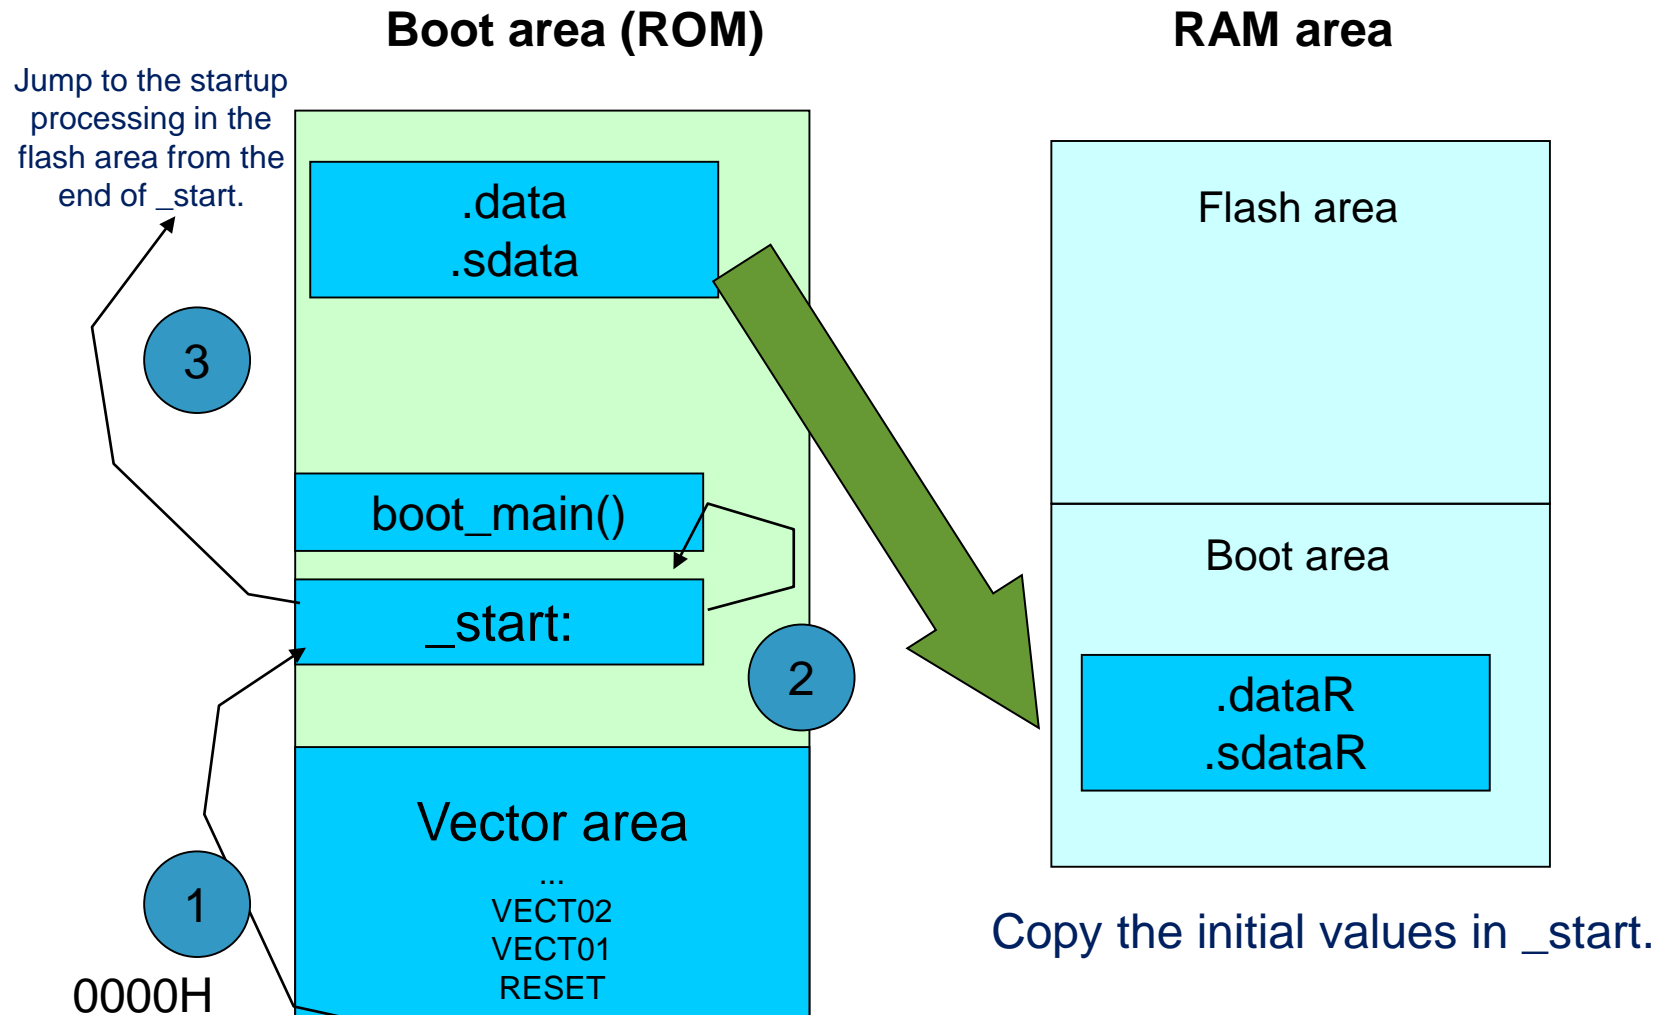 Boot area (ROM)
RAM area
Jump to the startup
processing in the
flash area from the
end of _start.
.data
.sdata
Flash area
3
boot_main()
Boot area
_start:
2
.dataR
.sdataR
Vector area
...
VECT02
VECT01
RESET
1
Copy the initial values in _start.
0000H